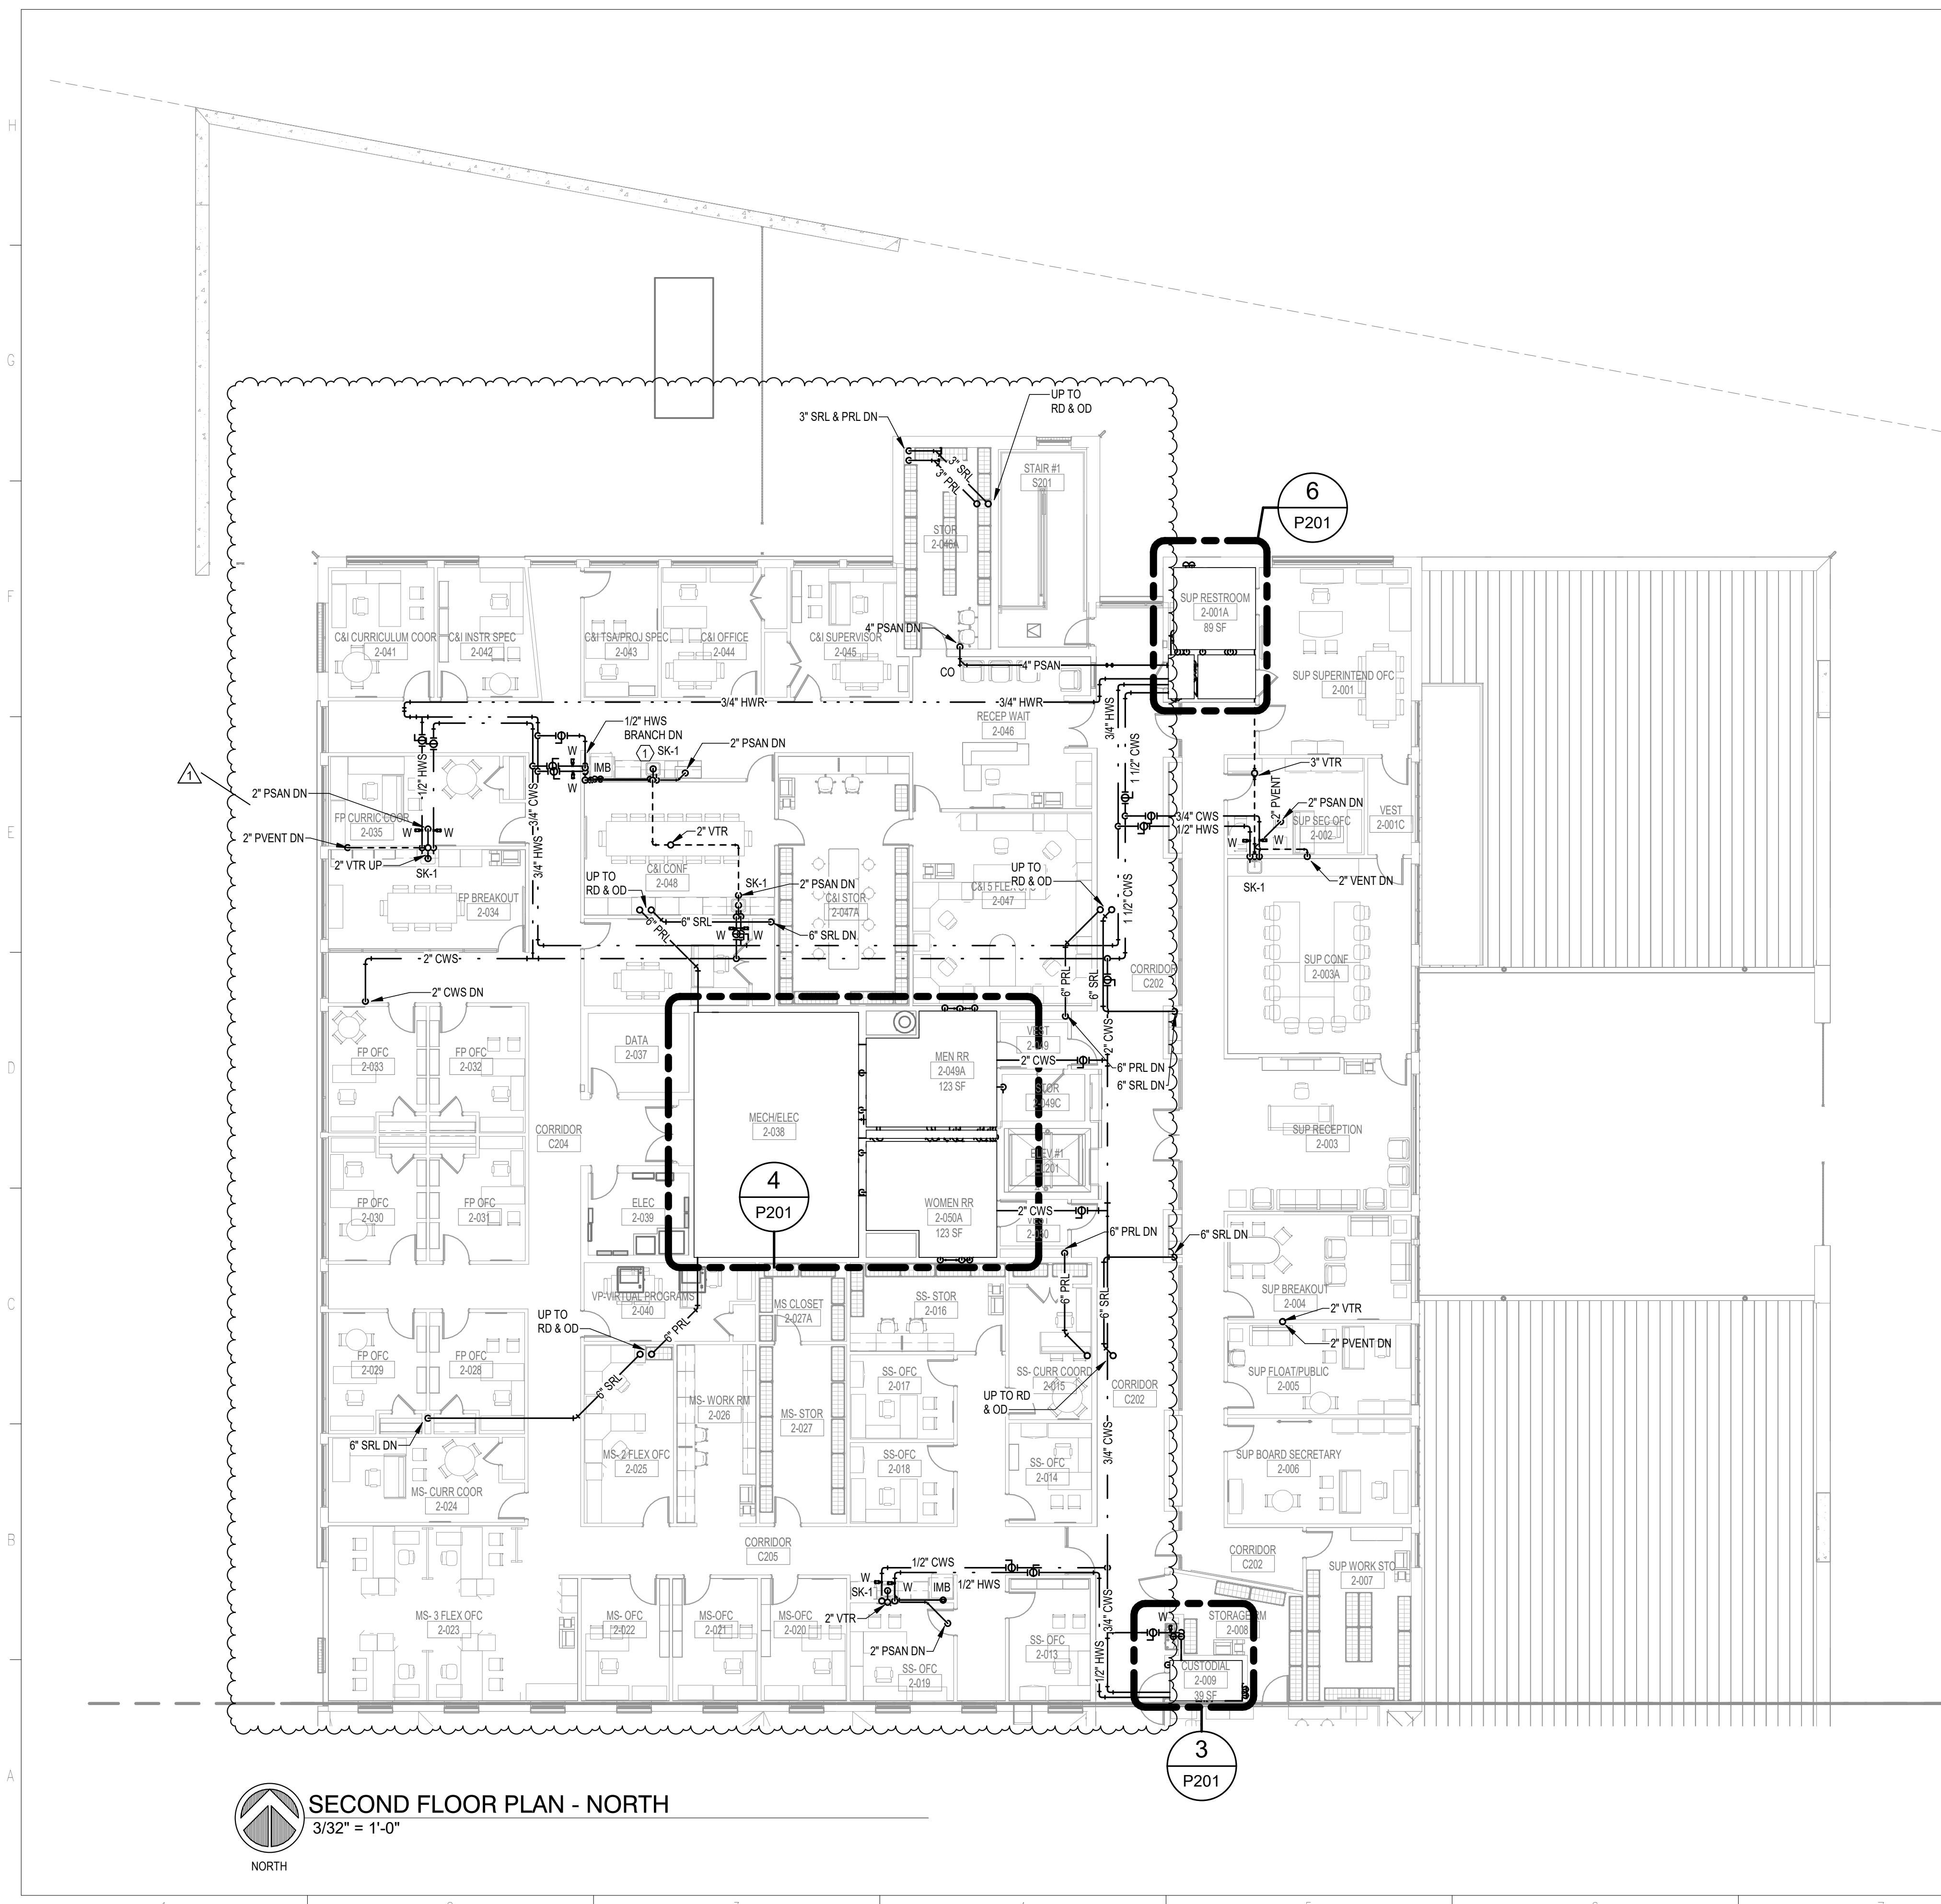 H
G
F
E
D
C
B
A
UP TO
RD & OD
3" SRL & PRL DN
3" SRL
3" PRL
STAIR #1
S201
STOR
2-046A
6
P201
SUP RESTROOM
2-001A
89 SF
4" PSAN DN
CO
4" PSAN
C&I CURRICULUM COOR
2-041
C&I INSTR SPEC
2-042
C&I TSA/PROJ SPEC
2-043
C&I OFFICE
2-044
C&I SUPERVISOR
2-045
SUP SUPERINTEND OFC
2-001
3/4" HWR
3/4" HWR
RECEP WAIT
2-046
3/4" HWS
1 1/2" CWS
1/2" HWS
BRANCH DN
1
SK-1
2" PSAN DN
W
IMB
W
1
2" PSAN DN
1/2" HWS
3/4" CWS
3/4" HWS
FP CURRIC COOR
2-035
W
W
2" PVENT DN
2" VTR UP
SK-1
FP BREAKOUT
2-034
2" VTR
C&I CONF
2-048
UP TO
RD & OD
SK-1
2" PSAN DN
6" SRL
6" PRL
6" SRL DN
W
W
C&I STOR
2-047A
C&I 5 FLEX OFC
2-047
UP TO
RD & OD
1 1/2" CWS
3" VTR
2" PVENT
2" PSAN DN
SUP SEC OFC
2-002
VEST
2-001C
3/4" CWS
1/2" HWS
W
W
2" VENT DN
SK-1
2" CWS
2" CWS DN
6" PRL
6" SRL
CORRIDOR
C202
SUP CONF
2-003A
FP OFC
2-033
FP OFC
2-032
DATA
2-037
MEN RR
2-049A
123 SF
VEST
2-049
2" CWS
2" CWS
6" PRL DN
6" SRL DN
STOR
2-049C
MECH/ELEC
2-038
CORRIDOR
C204
SUP RECEPTION
2-003
ELEV #1
4
P201
FP OFC
2-030
FP OFC
2-031
ELEC
2-039
WOMEN RR
2-050A
123 SF
2" CWS
VEST
2-050
6" PRL DN
6" SRL DN
6" PRL
6" SRL
VP-VIRTUAL PROGRAMS
2-040
UP TO
RD & OD
6" PRL
MS CLOSET
2-027A
SS- STOR
2-016
SUP BREAKOUT
2-004
2" VTR
2" PVENT DN
FP OFC
2-029
FP OFC
2-028
6" SRL
6" SRL DN
SS- OFC
2-017
SS- CURR COORD
2-015
UP TO RD
& OD
CORRIDOR
C202
SUP FLOAT/PUBLIC
2-005
MS- WORK RM
2-026
MS- STOR
2-027
MS- 2 FLEX OFC
2-025
SS-OFC
2-018
SS- OFC
2-014
3/4" CWS
SUP BOARD SECRETARY
2-006
MS- CURR COOR
2-024
CORRIDOR
C205
1/2" CWS
1/2" HWS
W
SK-1
W
IMB
2" VTR
2" PSAN DN
CORRIDOR
C202
SUP WORK STO
2-007
MS- 3 FLEX OFC
2-023
MS- OFC
2-022
MS-OFC
2-021
MS-OFC
2-020
SS- OFC
2-019
SS- OFC
2-013
3/4" CWS
1/2" HWS
W
STORAGE RM
2-008
CUSTODIAL
2-009
39 SF
3
P201
SECOND FLOOR PLAN - NORTH
3/32" = 1'-0"
NORTH